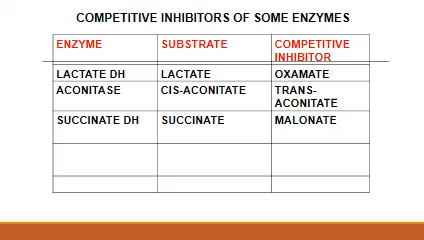 COMPETITIVE INHIBITORS OF SOME ENZYMES
ENZYME SUBSTRATE COMPETITIVE
INHIBITOR
LACTATE DH LACTATE OXAMATE
ACONITASE CIS-ACONITATE TRANS-
ACONITATE
SUCCINATE DH SUCCINATE MALONATE